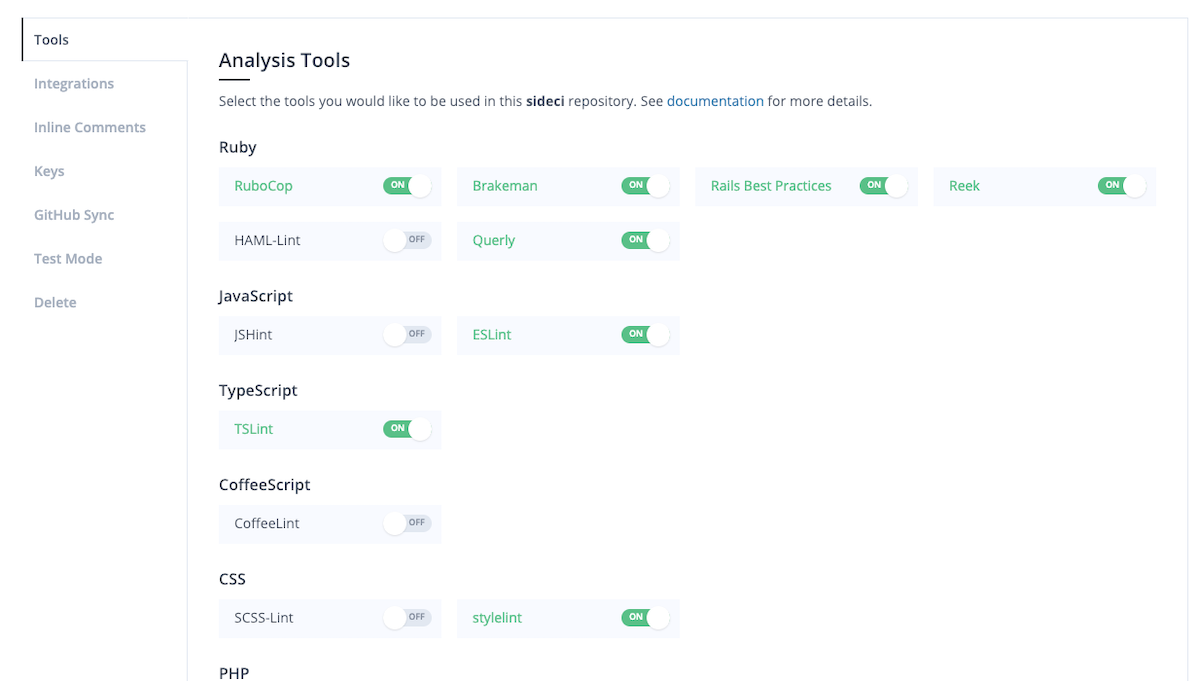 Tools
Integrations
Inline Comments
Keys
GitHub Sync
Test Mode
Delete
Analysis Tools
Select the tools you would like to be used in this sideci repository. See documentation for more details.
Ruby
RuboCop ON Brakeman ON Rails Best Practices ON Reek ON
HAML-Lint OFF Querly ON
JavaScript
JSHint OFF ESLint ON
TypeScript
TSLint ON
CoffeeScript
CoffeeLint OFF
CSS
SCSS-Lint OFF stylelint ON
PHP